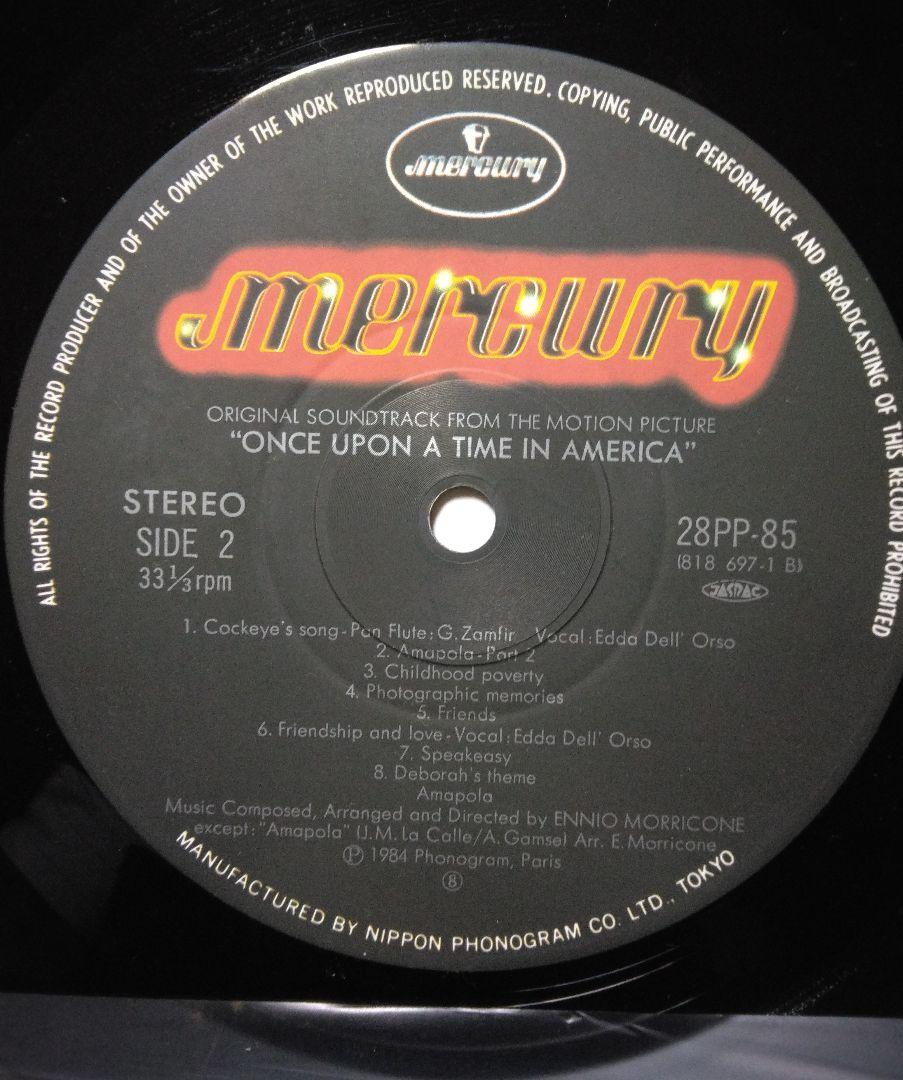 ALL RIGHTS OF THE RECORD PRODUCER AND OF THE OWNER OF THE WORK REPRODUCED RESERVED. COPYING, PUBLIC PERFORMANCE AND BROADCASTING OF THIS RECORD PROHIBITED
mercury
mercury
ORIGINAL SOUNDTRACK FROM THE MOTION PICTURE
"ONCE UPON A TIME IN AMERICA"
STEREO
SIDE 2
33⅓rpm
28PP-85
(818 697-1 B)
JASRAC
1. Cockeye's song-Pan Flute: G. Zamfir Vocal: Edda Dell' Orso
2. Amapola-Part 2
3. Childhood poverty
4. Photographic memories
5. Friends
6. Friendship and love-Vocal: Edda Dell' Orso
7. Speakeasy
8. Deborah's theme
Amapola
Music Composed, Arranged and Directed by ENNIO MORRICONE
except: "Amapola" (J.M. La Calle/A. Gamse) Arr. E. Morricone
Ⓟ 1984 Phonogram, Paris
⑧
MANUFACTURED BY NIPPON PHONOGRAM CO. LTD., TOKYO